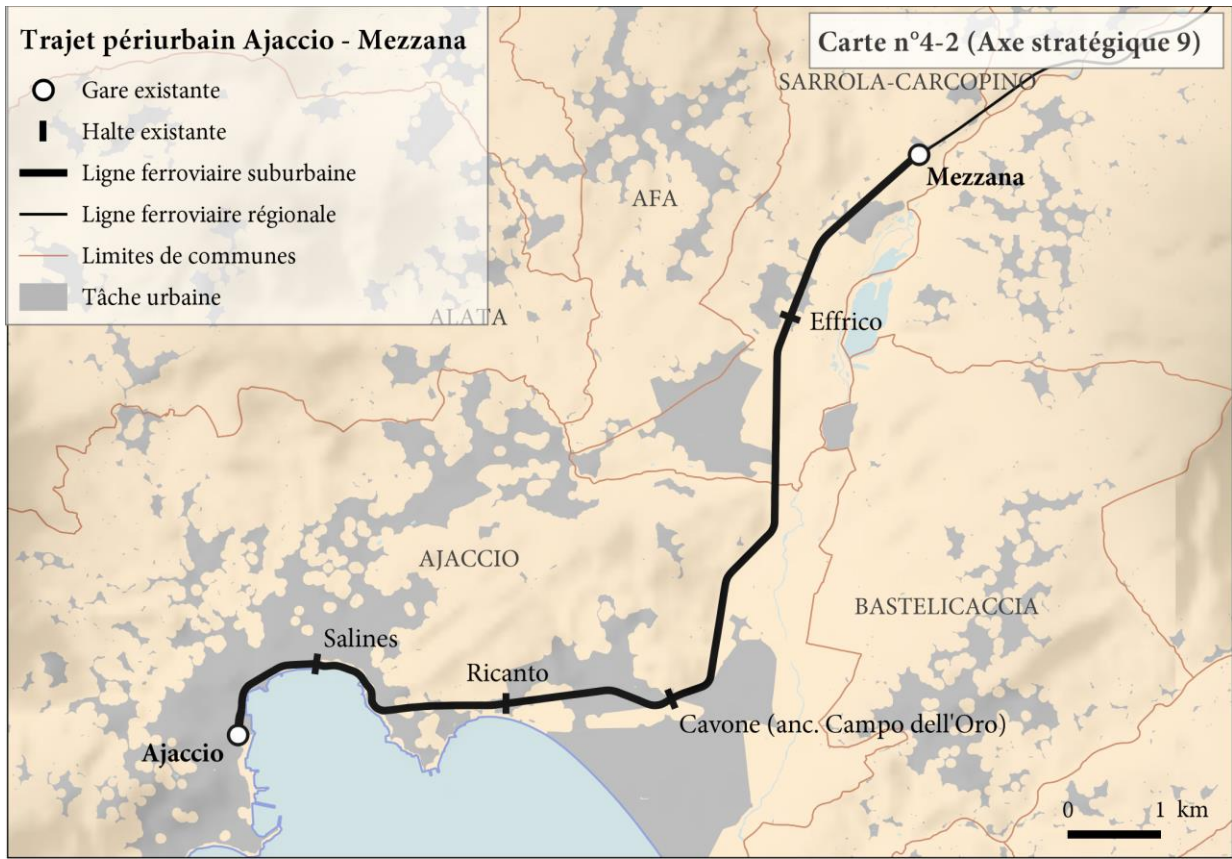 Trajet périurbain Ajaccio - Mezzana
Gare existante
Halte existante
Ligne ferroviaire suburbaine
Ligne ferroviaire régionale
Limites de communes
Tâche urbaine
Carte n°4-2 (Axe stratégique 9)
SARROLA-CARCOPINO
Mezzana
AFA
ALATA
Effrico
AJACCIO
BASTELICACCIA
Salines
Ricanto
Cavone (anc. Campo dell'Oro)
Ajaccio
0 1 km